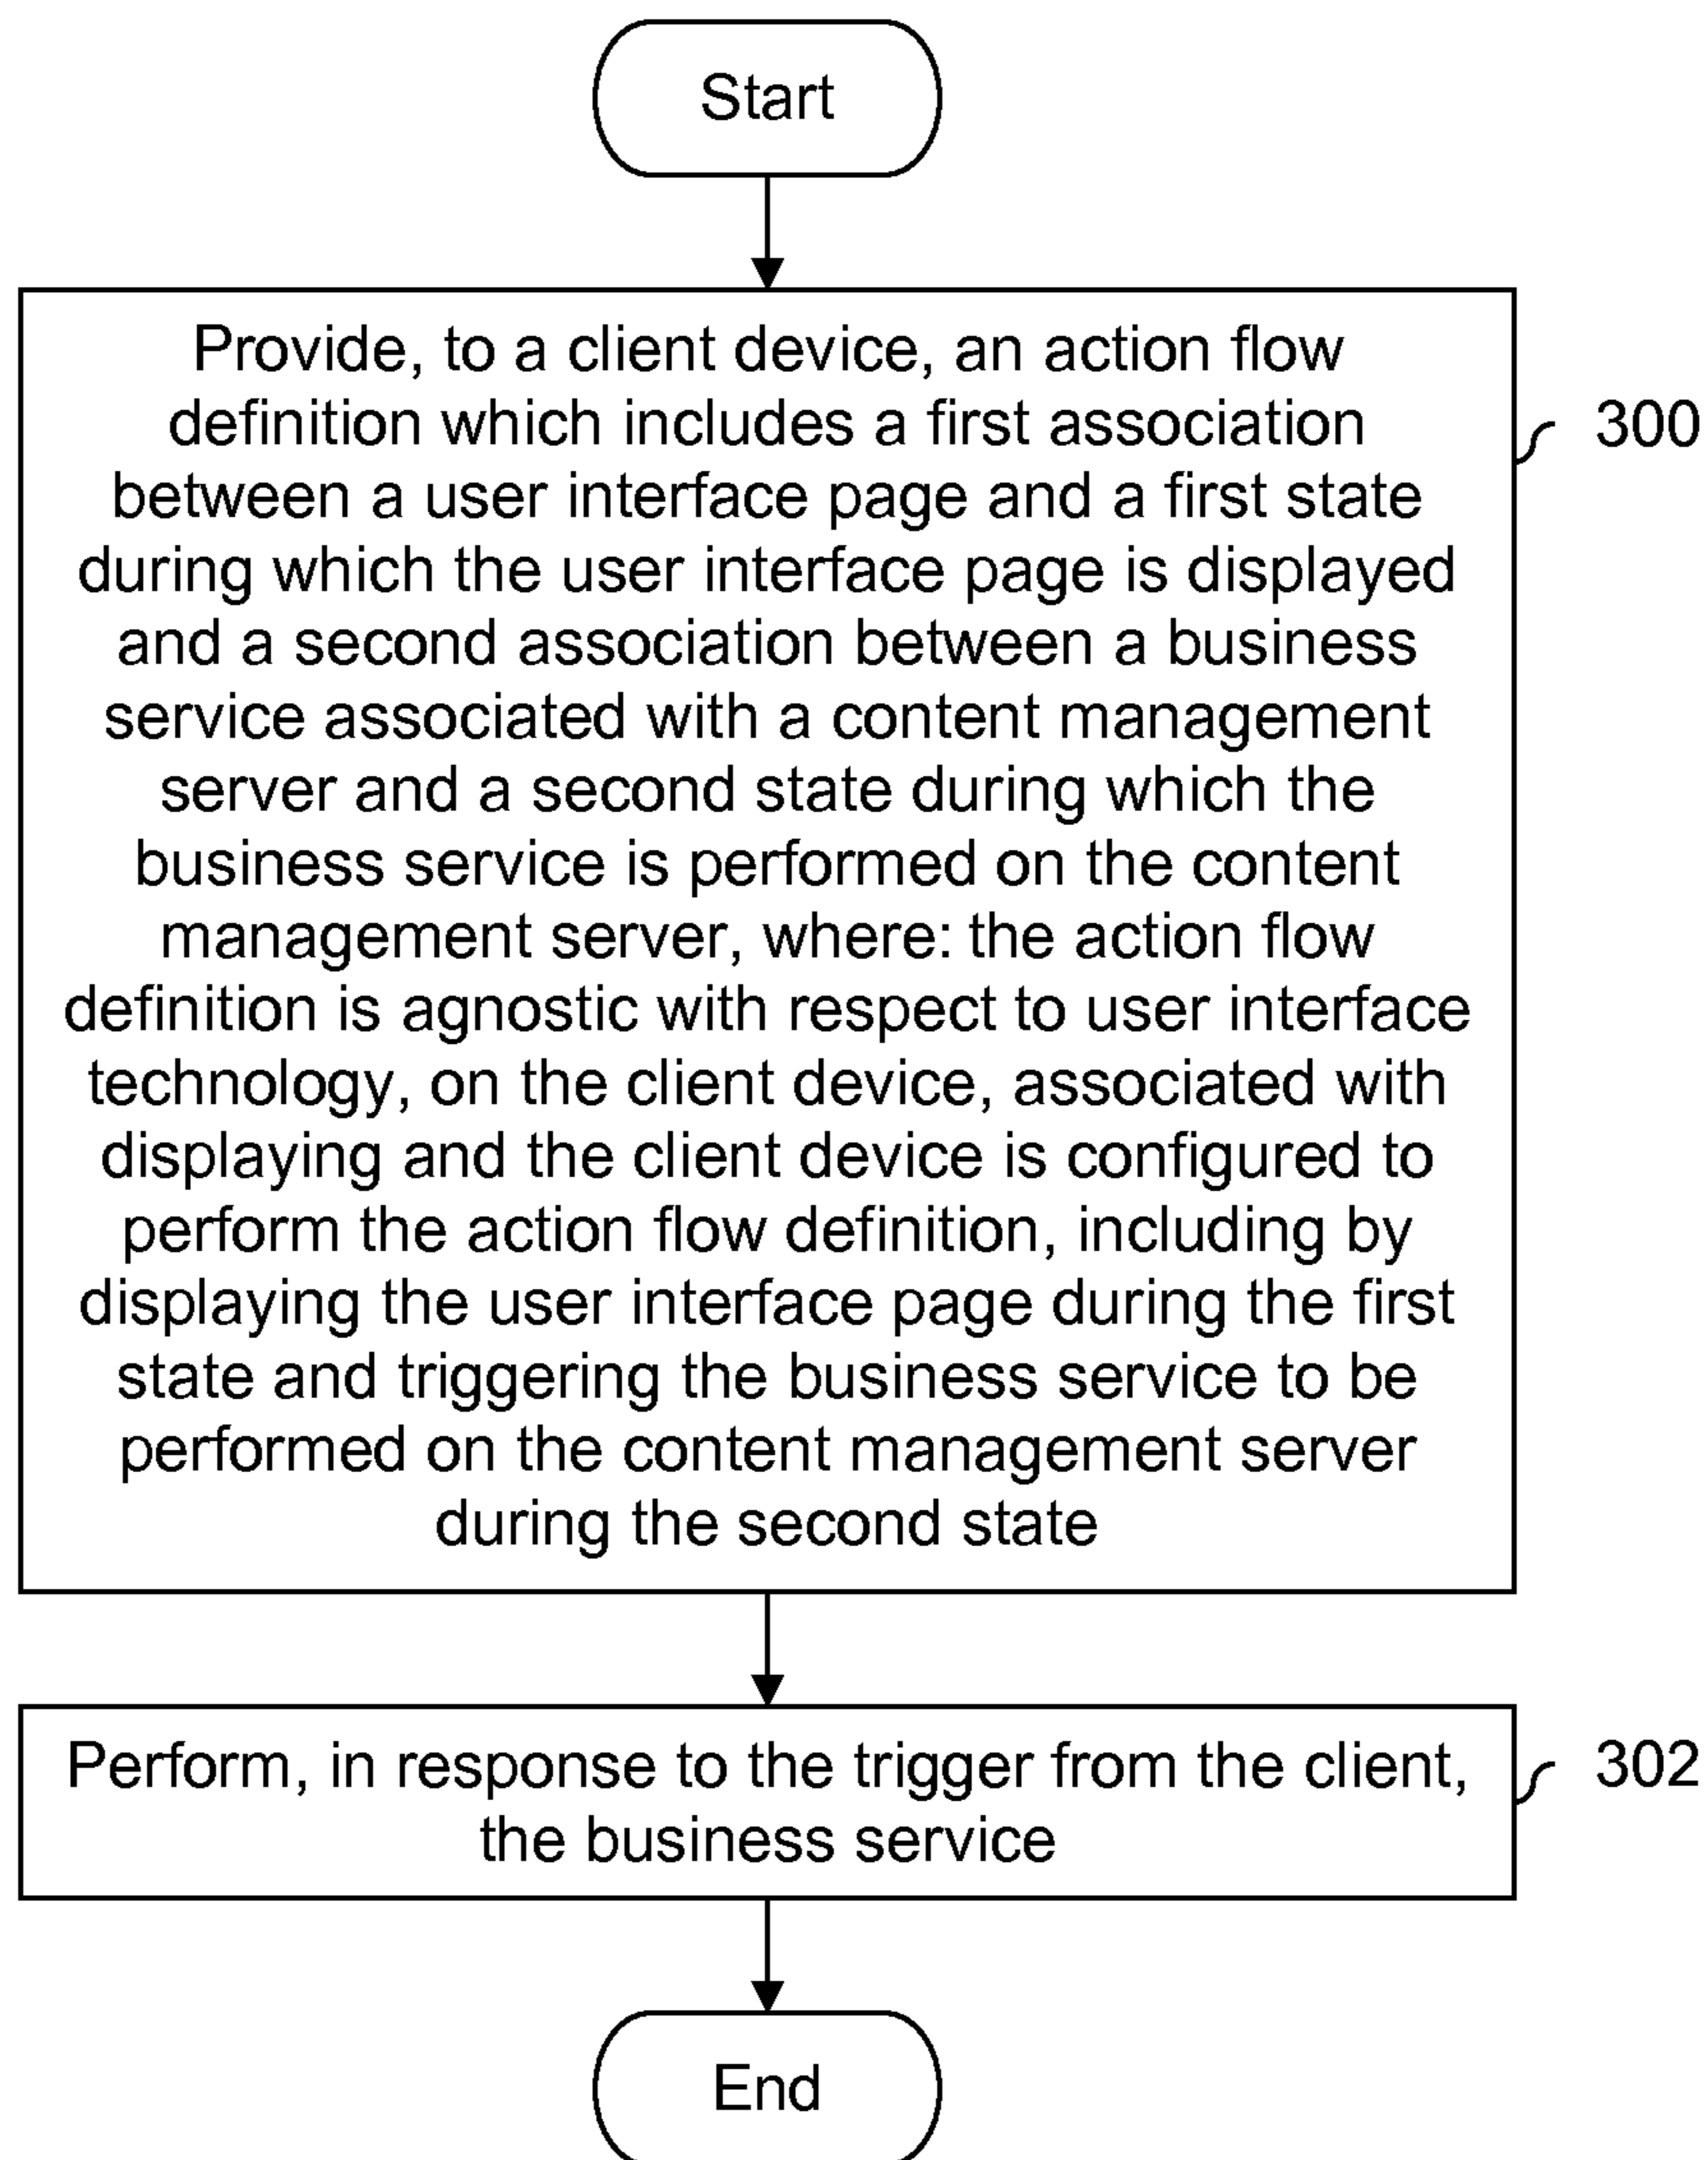 Start
Provide, to a client device, an action flow
definition which includes a first association
between a user interface page and a first state
during which the user interface page is displayed
and a second association between a business
service associated with a content management
server and a second state during which the
business service is performed on the content
management server, where: the action flow
definition is agnostic with respect to user interface
technology, on the client device, associated with
displaying and the client device is configured to
perform the action flow definition, including by
displaying the user interface page during the first
state and triggering the business service to be
performed on the content management server
during the second state
300
Perform, in response to the trigger from the client,
the business service
302
End